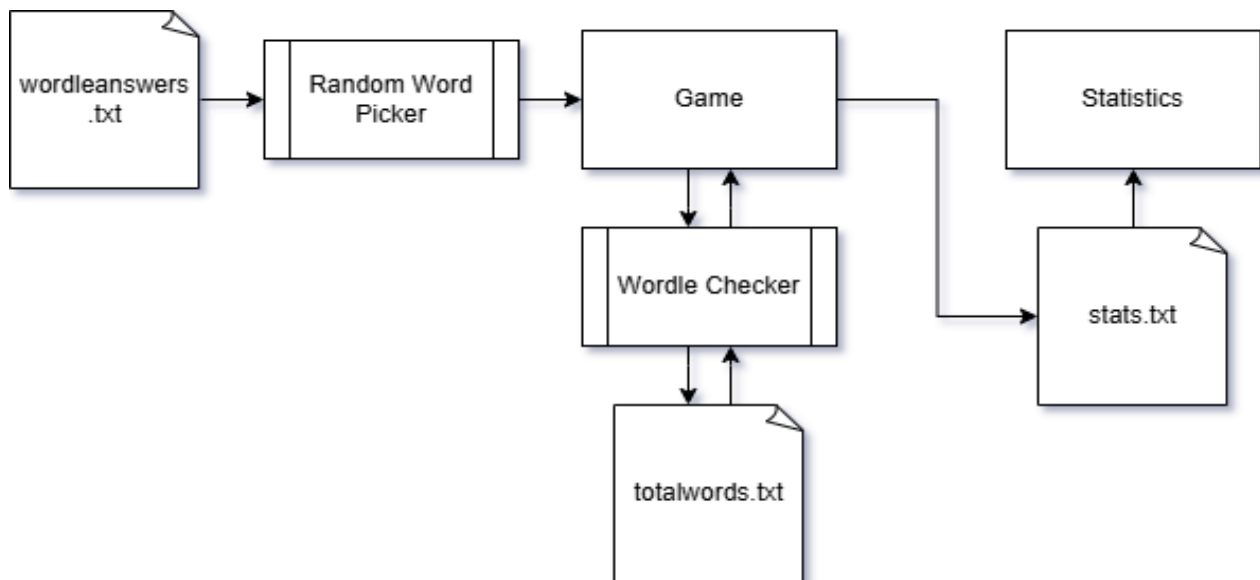 wordleanswers
.txt
Random Word
Picker
Game
Statistics
Wordle Checker
stats.txt
totalwords.txt